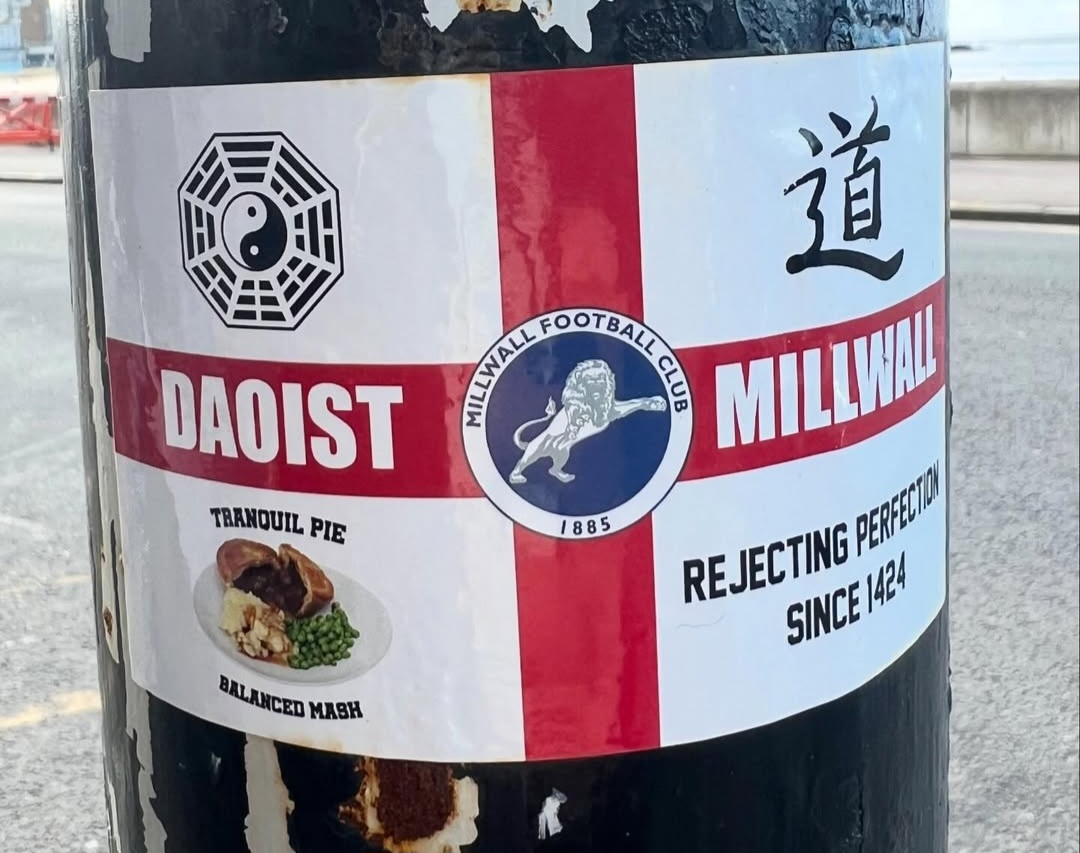 道
DAOIST
MILLWALL FOOTBALL CLUB
1885
MILLWALL
TRANQUIL PIE
BALANCED MASH
REJECTING PERFECTION
SINCE 1424